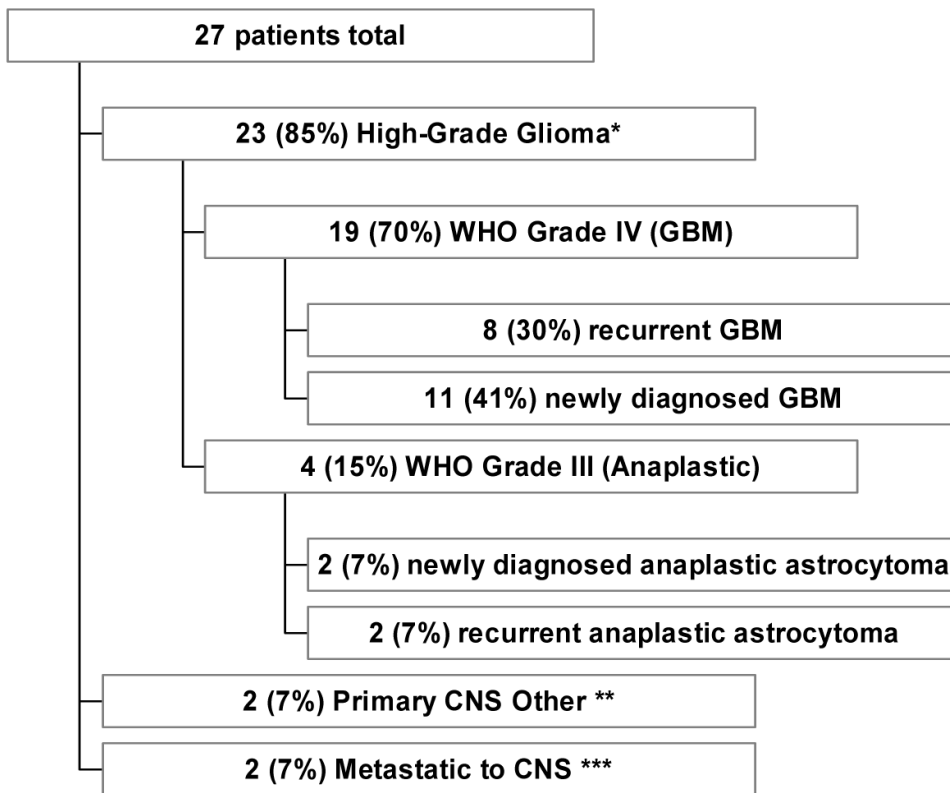 27 patients total
23 (85%) High-Grade Glioma*
19 (70%) WHO Grade IV (GBM)
8 (30%) recurrent GBM
11 (41%) newly diagnosed GBM
4 (15%) WHO Grade III (Anaplastic)
2 (7%) newly diagnosed anaplastic astrocytoma
2 (7%) recurrent anaplastic astrocytoma
2 (7%) Primary CNS Other **
2 (7%) Metastatic to CNS ***